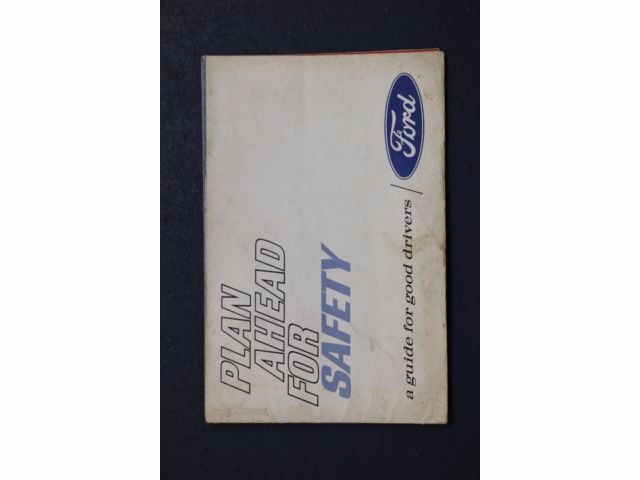 PLAN
AHEAD
FOR
SAFETY
a guide for good drivers /
Ford